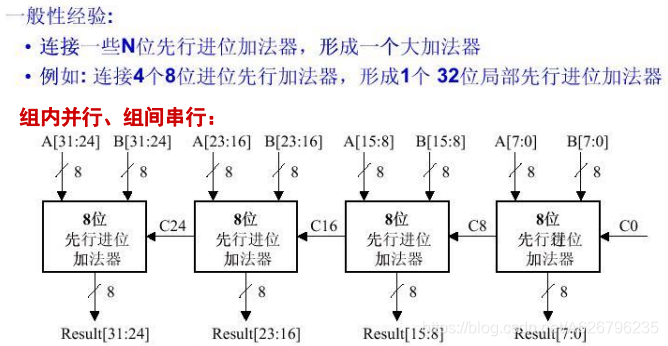 一般性经验:
• 连接一些N位先行进位加法器，形成一个大加法器
• 例如: 连接4个8位进位先行加法器，形成1个 32位局部先行进位加法器
组内并行、组间串行：
A[31:24] B[31:24] A[23:16] B[23:16] A[15:8] B[15:8] A[7:0] B[7:0]
8 8 8 8 8 8 8 8
8位 8位 8位 8位
先行进位 C24 先行进位 C16 先行进位 C8 先行进位 C0
加法器 加法器 加法器 加法器
8 8 8 8
Result[31:24] Result[23:16] Result[15:8] Result[7:0]